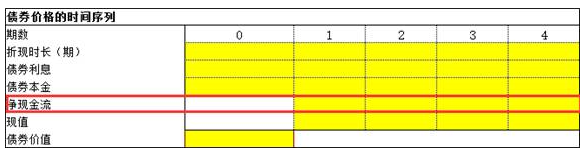 债券价格的时间序列
期数 0 1 2 3 4
折现时长（期）
债券利息
债券本金
净现金流
现值
债券价值